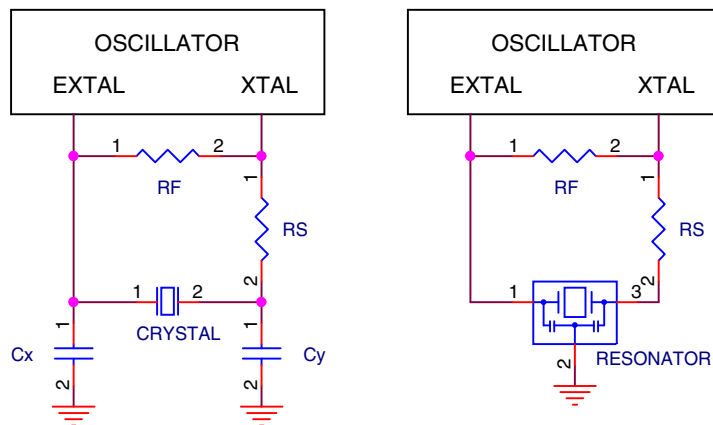 OSCILLATOR
EXTAL XTAL
1 2
RF
1
RS
2
1 2
CRYSTAL
1
Cx
2
1
Cy
2
OSCILLATOR
EXTAL XTAL
1 2
RF
1
RS
2
1 3
RESONATOR
2